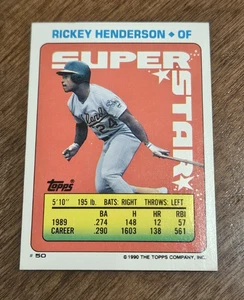 RICKEY HENDERSON • OF
SUPER
STAR
24
Topps
5'10" 195 lb. BATS: RIGHT THROWS: LEFT
BA H HR RBI
1989 .274 148 12 57
CAREER .290 1603 138 561
# 50
© 1990 THE TOPPS COMPANY, INC.